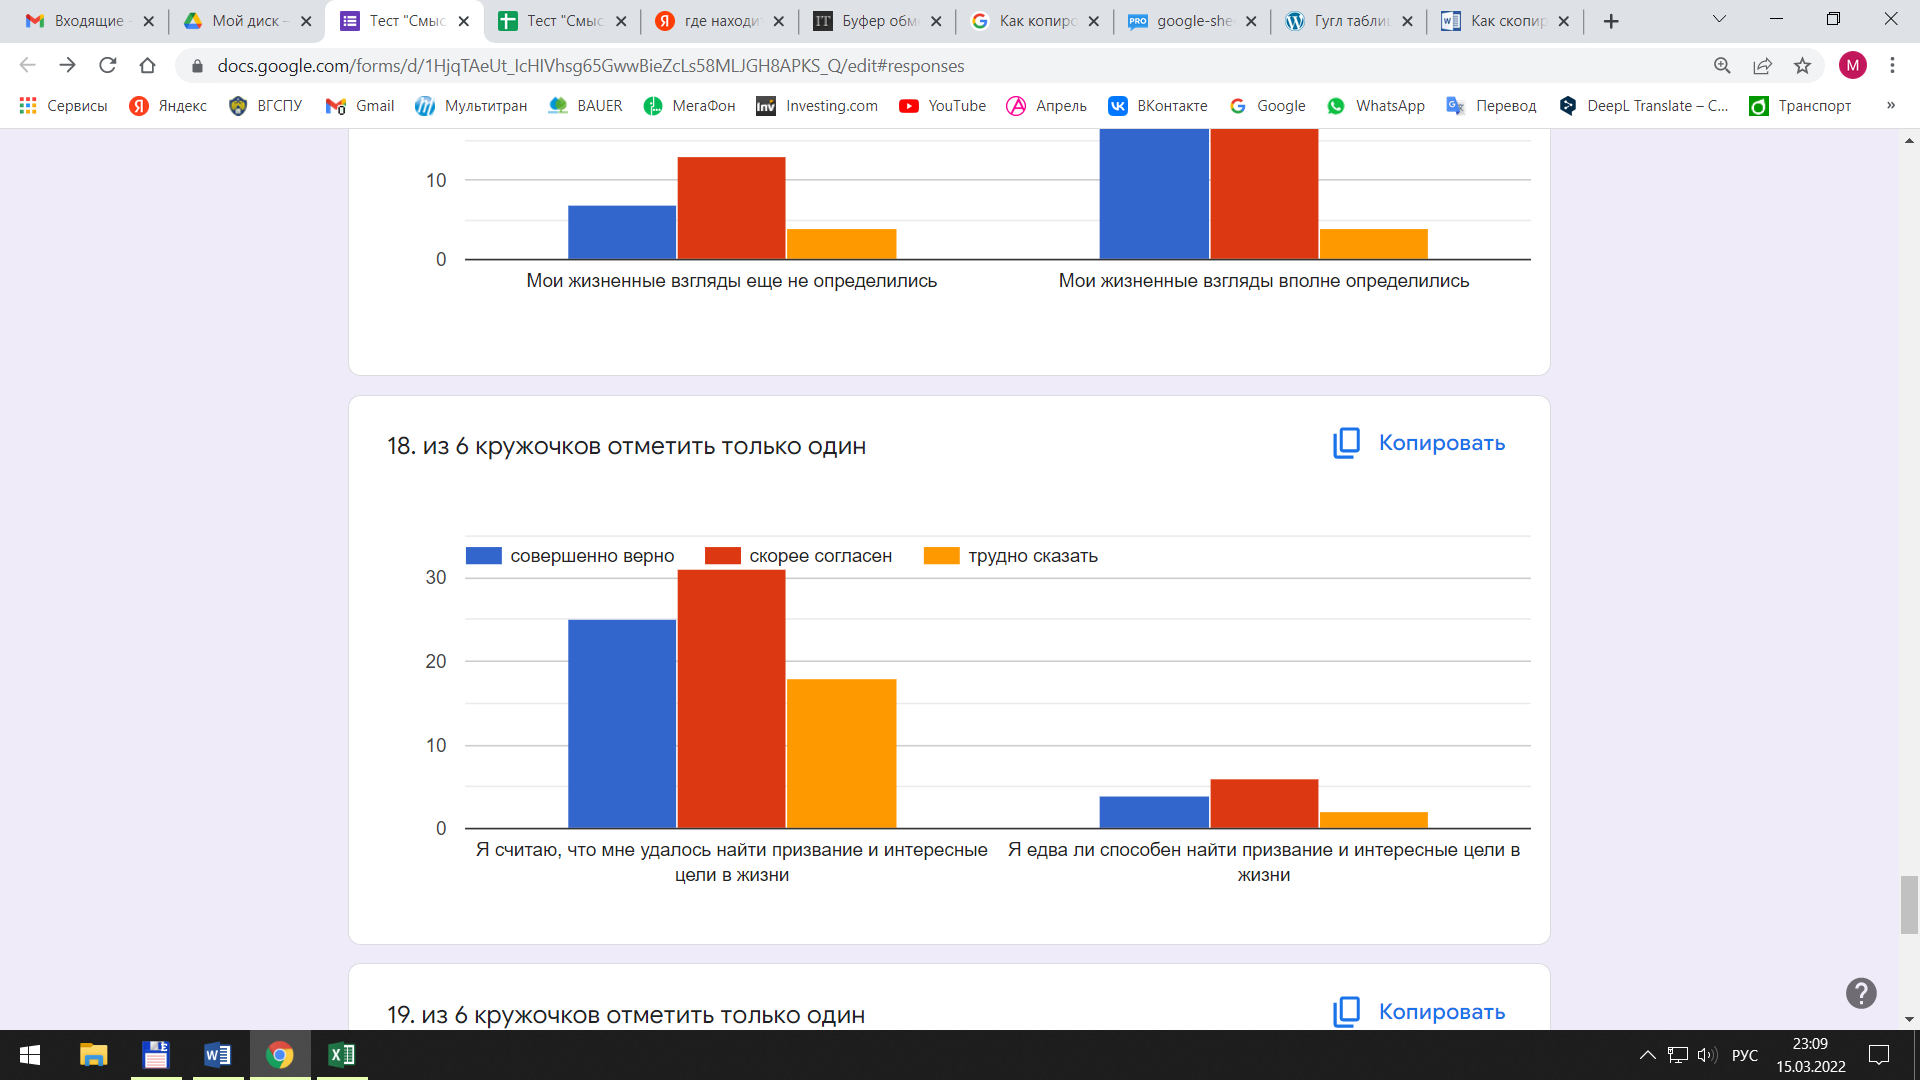 Входящие
Мой диск –
Тест "Смыс
Тест "Смыс
где находи
Буфер обм
Как копиро
google-she
Гугл табли
Как скопир
docs.google.com/forms/d/1HjqTAeUt_IcHIVhsg65GwwBieZcLs58MLJGH8APKS_Q/edit#responses
M
Сервисы
Яндекс
ВГСПУ
Gmail
Мультитран
BAUER
МегаФон
Investing.com
YouTube
Апрель
ВКонтакте
Google
WhatsApp
Перевод
DeepL Translate – C...
Транспорт
»
10
0
Мои жизненные взгляды еще не определились
Мои жизненные взгляды вполне определились
18. из 6 кружочков отметить только один
Копировать
совершенно верно
скорее согласен
трудно сказать
30
20
10
0
Я считаю, что мне удалось найти призвание и интересные
цели в жизни
Я едва ли способен найти призвание и интересные цели в
жизни
19. из 6 кружочков отметить только один
Копировать
РУС
23:09
15.03.2022